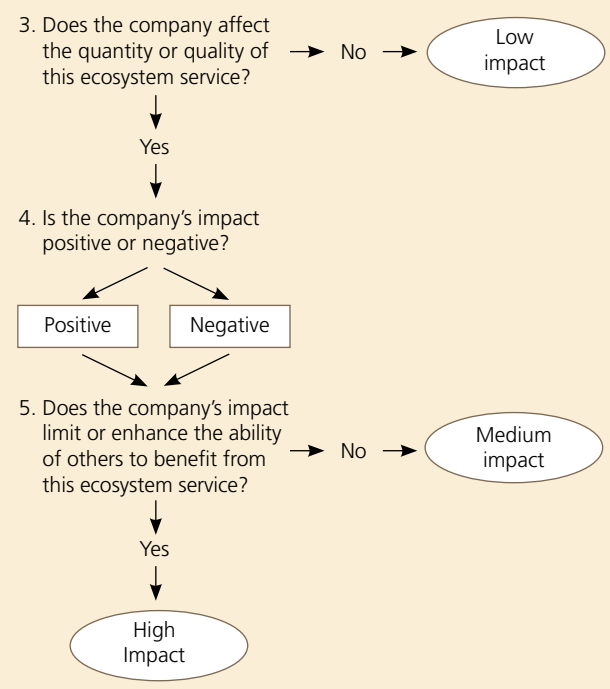 3. Does the company affect
the quantity or quality of
this ecosystem service?
No
Low
impact
Yes
4. Is the company's impact
positive or negative?
Positive
Negative
5. Does the company's impact
limit or enhance the ability
of others to benefit from
this ecosystem service?
No
Medium
impact
Yes
High
Impact